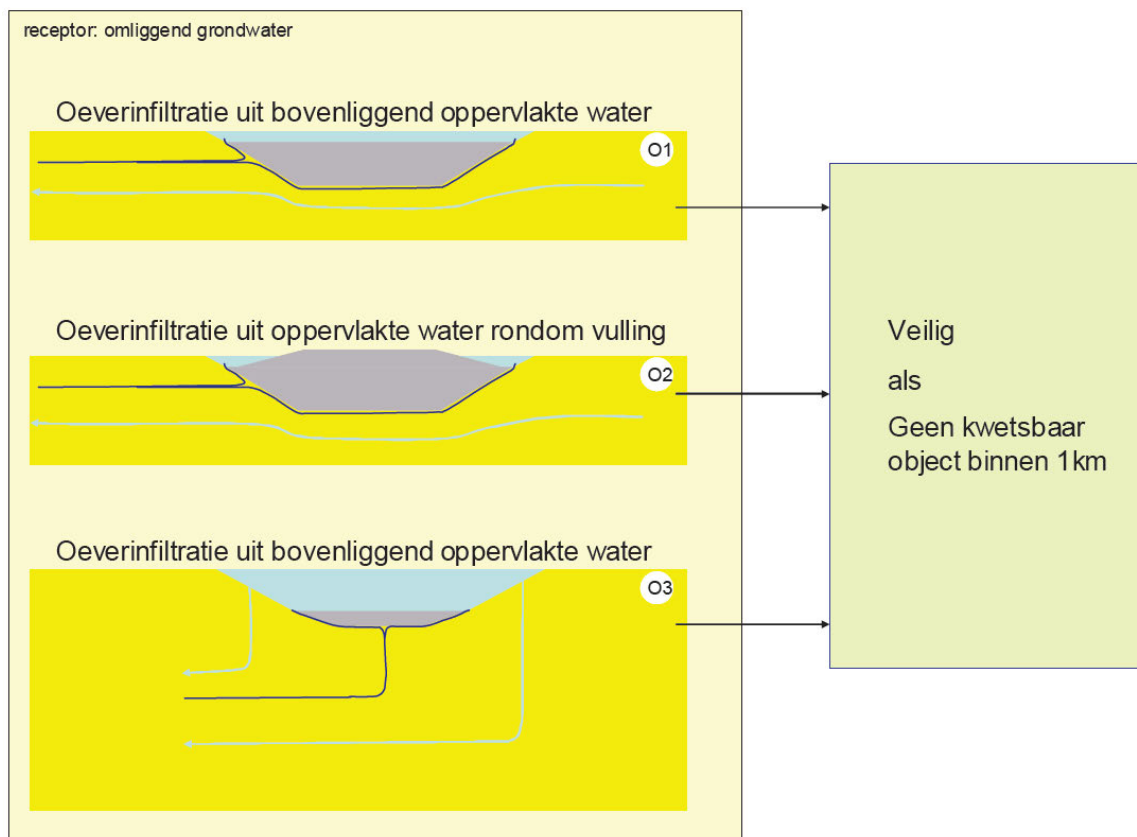 receptor: omliggend grondwater
Oeverinfiltratie uit bovenliggend oppervlakte water
O1
Oeverinfiltratie uit oppervlakte water rondom vulling
O2
Oeverinfiltratie uit bovenliggend oppervlakte water
O3
Veilig
als
Geen kwetsbaar
object binnen 1km